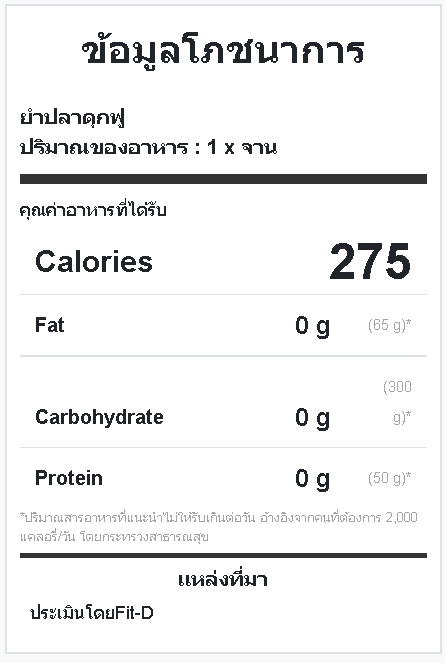 ข้อมูลโภชนาการ
ยำปลาดุกฟู
ปริมาณของอาหาร : 1 x จาน
คุณค่าอาหารที่ได้รับ
Calories 275
Fat 0 g (65 g)*
(300
Carbohydrate 0 g g)*
Protein 0 g (50 g)*
*ปริมาณสารอาหารที่แนะนำไม่ให้รับเกินต่อวัน อ้างอิงจากคนที่ต้องการ 2,000
แคลอรี่/วัน โดยกระทรวงสาธารณสุข
แหล่งที่มา
ประเมินโดยFit-D